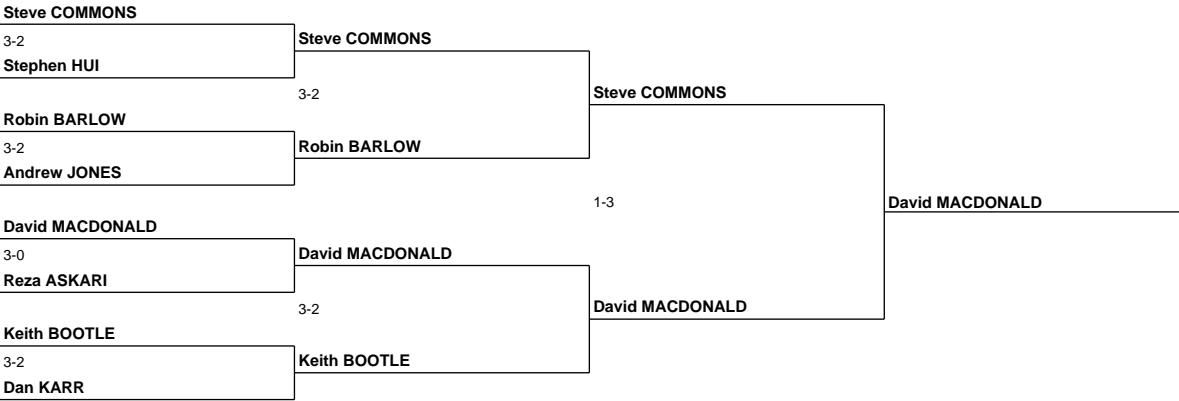 Steve COMMONS
3-2
Stephen HUI
Robin BARLOW
3-2
Andrew JONES
David MACDONALD
3-0
Reza ASKARI
Keith BOOTLE
3-2
Dan KARR
Steve COMMONS
3-2
Robin BARLOW
David MACDONALD
3-2
Keith BOOTLE
Steve COMMONS
1-3
David MACDONALD
David MACDONALD